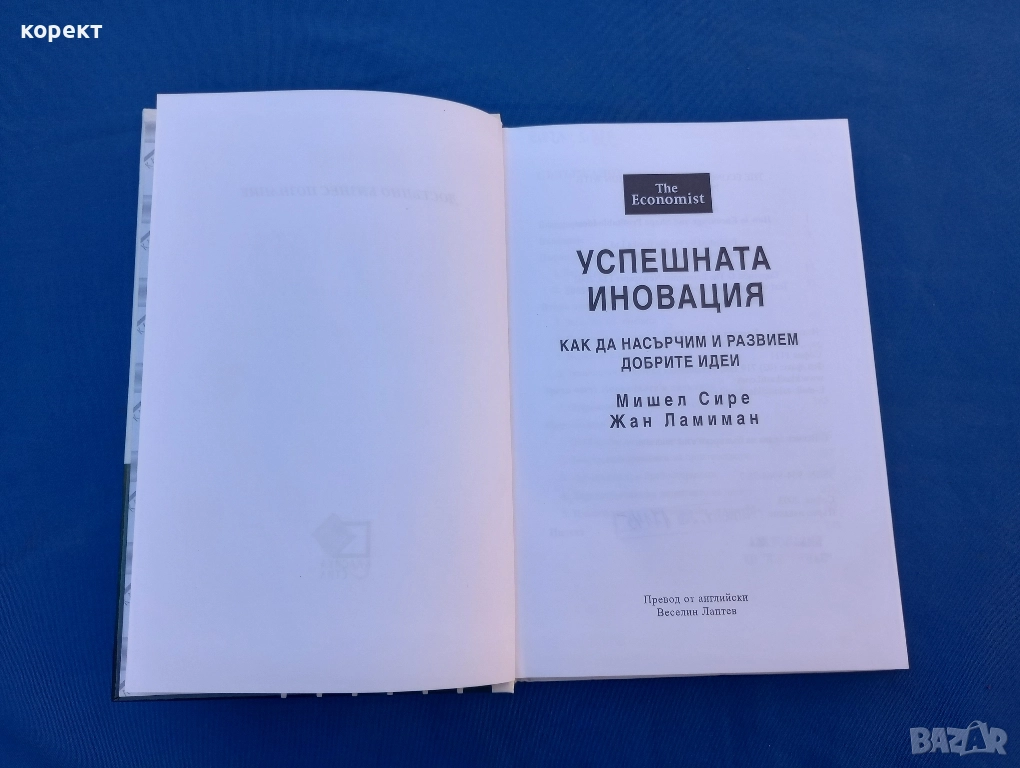 корект
The
Economist
УСПЕШНАТА
ИНОВАЦИЯ
КАК ДА НАСЪРЧИМ И РАЗВИЕМ
ДОБРИТЕ ИДЕИ
Мишел Сире
Жан Ламиман
Превод от английски
Веселин Лаптев
BAZAR